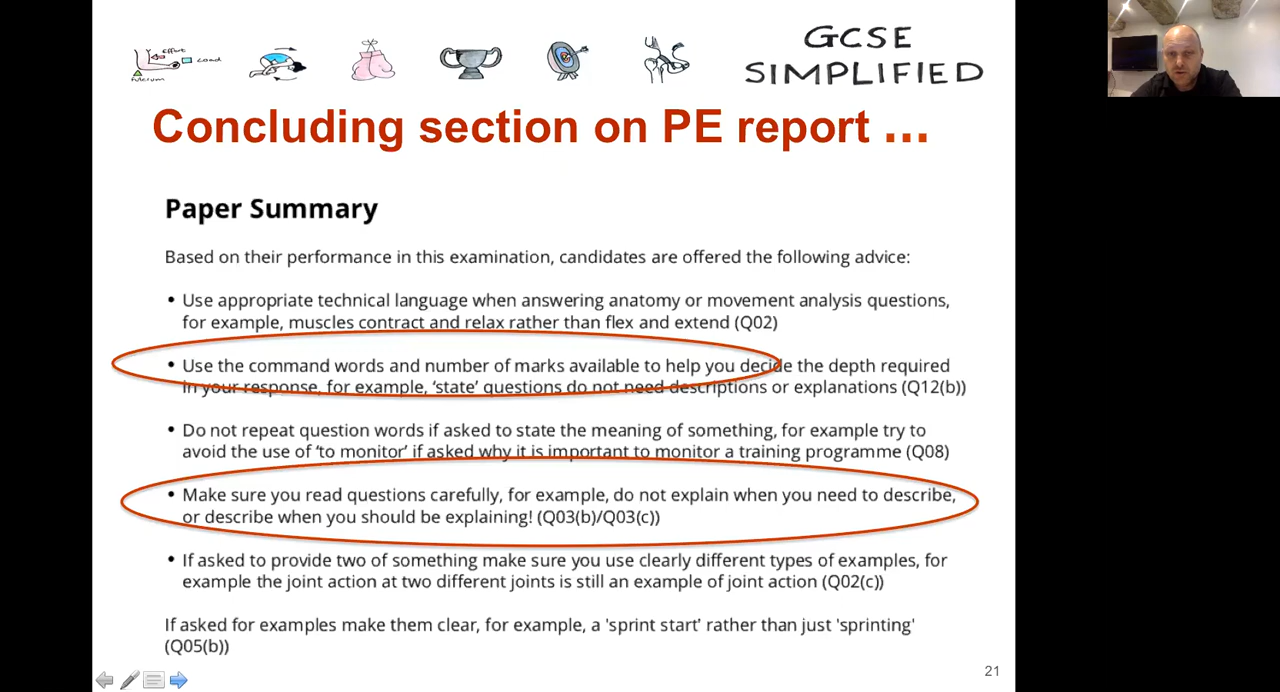 Effort
Load
fulcrum
GCSE
SIMPLIFIED
Concluding section on PE report ...
Paper Summary
Based on their performance in this examination, candidates are offered the following advice:
• Use appropriate technical language when answering anatomy or movement analysis questions,
for example, muscles contract and relax rather than flex and extend (Q02)
• Use the command words and number of marks available to help you decide the depth required
in your response, for example, 'state' questions do not need descriptions or explanations (Q12(b))
• Do not repeat question words if asked to state the meaning of something, for example try to
avoid the use of 'to monitor' if asked why it is important to monitor a training programme (Q08)
• Make sure you read questions carefully, for example, do not explain when you need to describe,
or describe when you should be explaining! (Q03(b)/Q03(c))
• If asked to provide two of something make sure you use clearly different types of examples, for
example the joint action at two different joints is still an example of joint action (Q02(c))
If asked for examples make them clear, for example, a 'sprint start' rather than just 'sprinting'
(Q05(b))
21